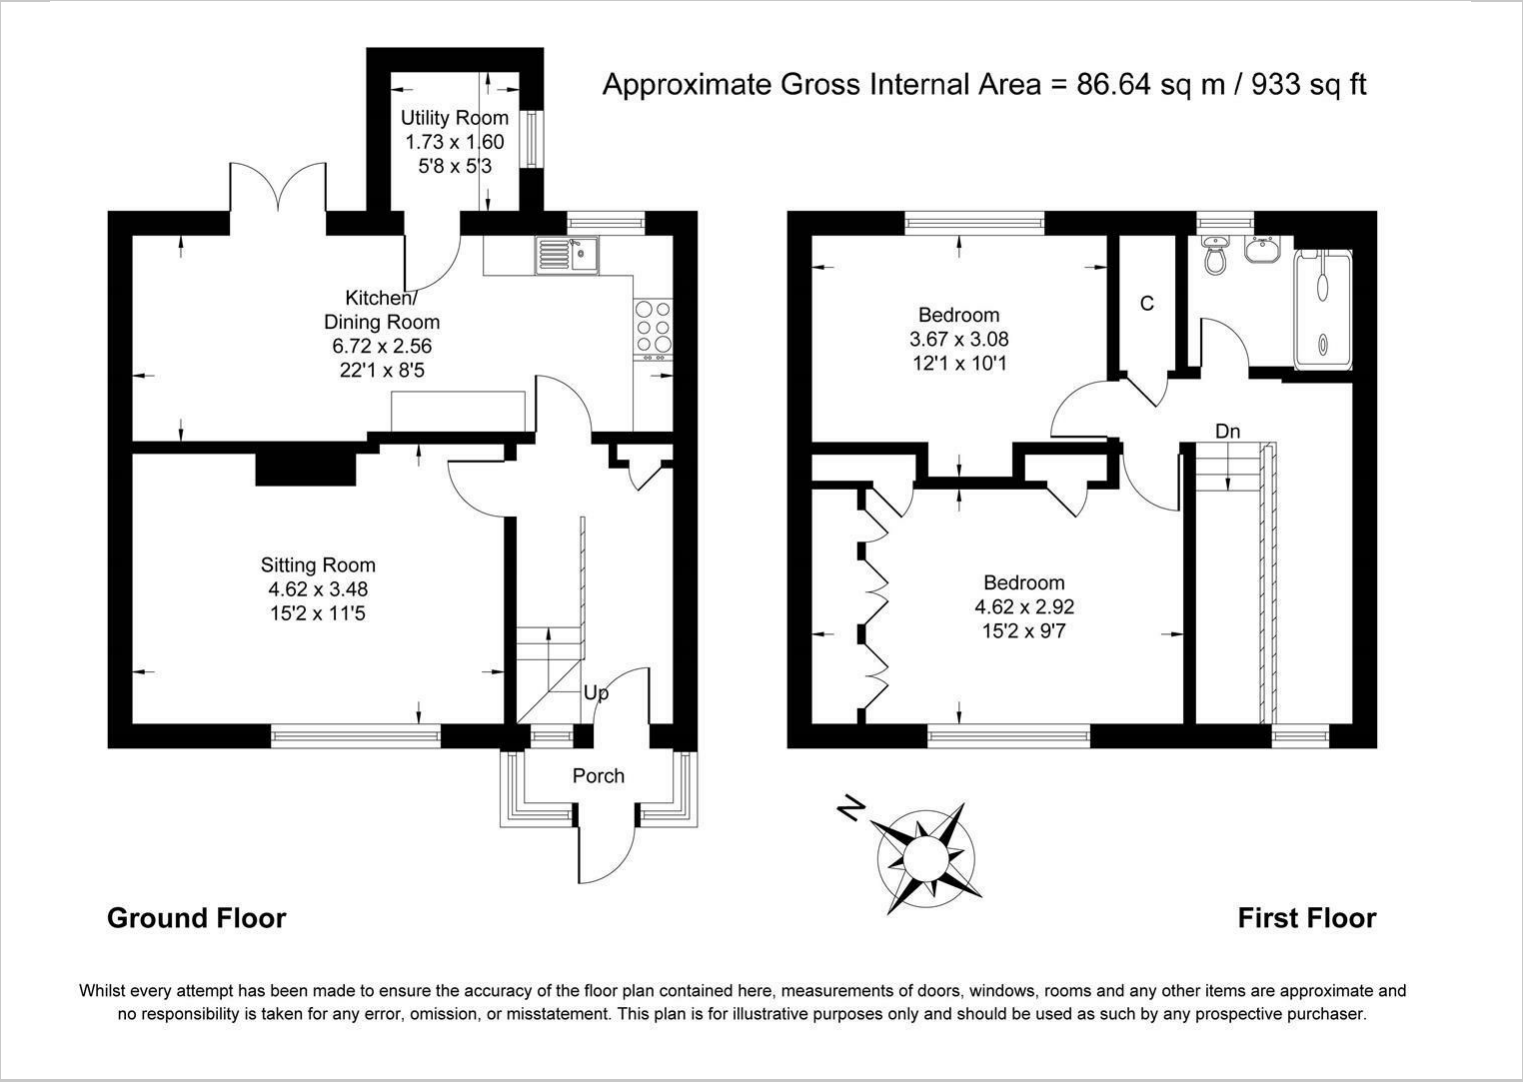 Approximate Gross Internal Area = 86.64 sq m / 933 sq ft
Utility Room
1.73 x 1.60
5'8 x 5'3
Kitchen/
Dining Room
6.72 x 2.56
22'1 x 8'5
Sitting Room
4.62 x 3.48
15'2 x 11'5
Up
Porch
Bedroom
3.67 x 3.08
12'1 x 10'1
C
Dn
Bedroom
4.62 x 2.92
15'2 x 9'7
N
Ground Floor
First Floor
Whilst every attempt has been made to ensure the accuracy of the floor plan contained here, measurements of doors, windows, rooms and any other items are approximate and
no responsibility is taken for any error, omission, or misstatement. This plan is for illustrative purposes only and should be used as such by any prospective purchaser.